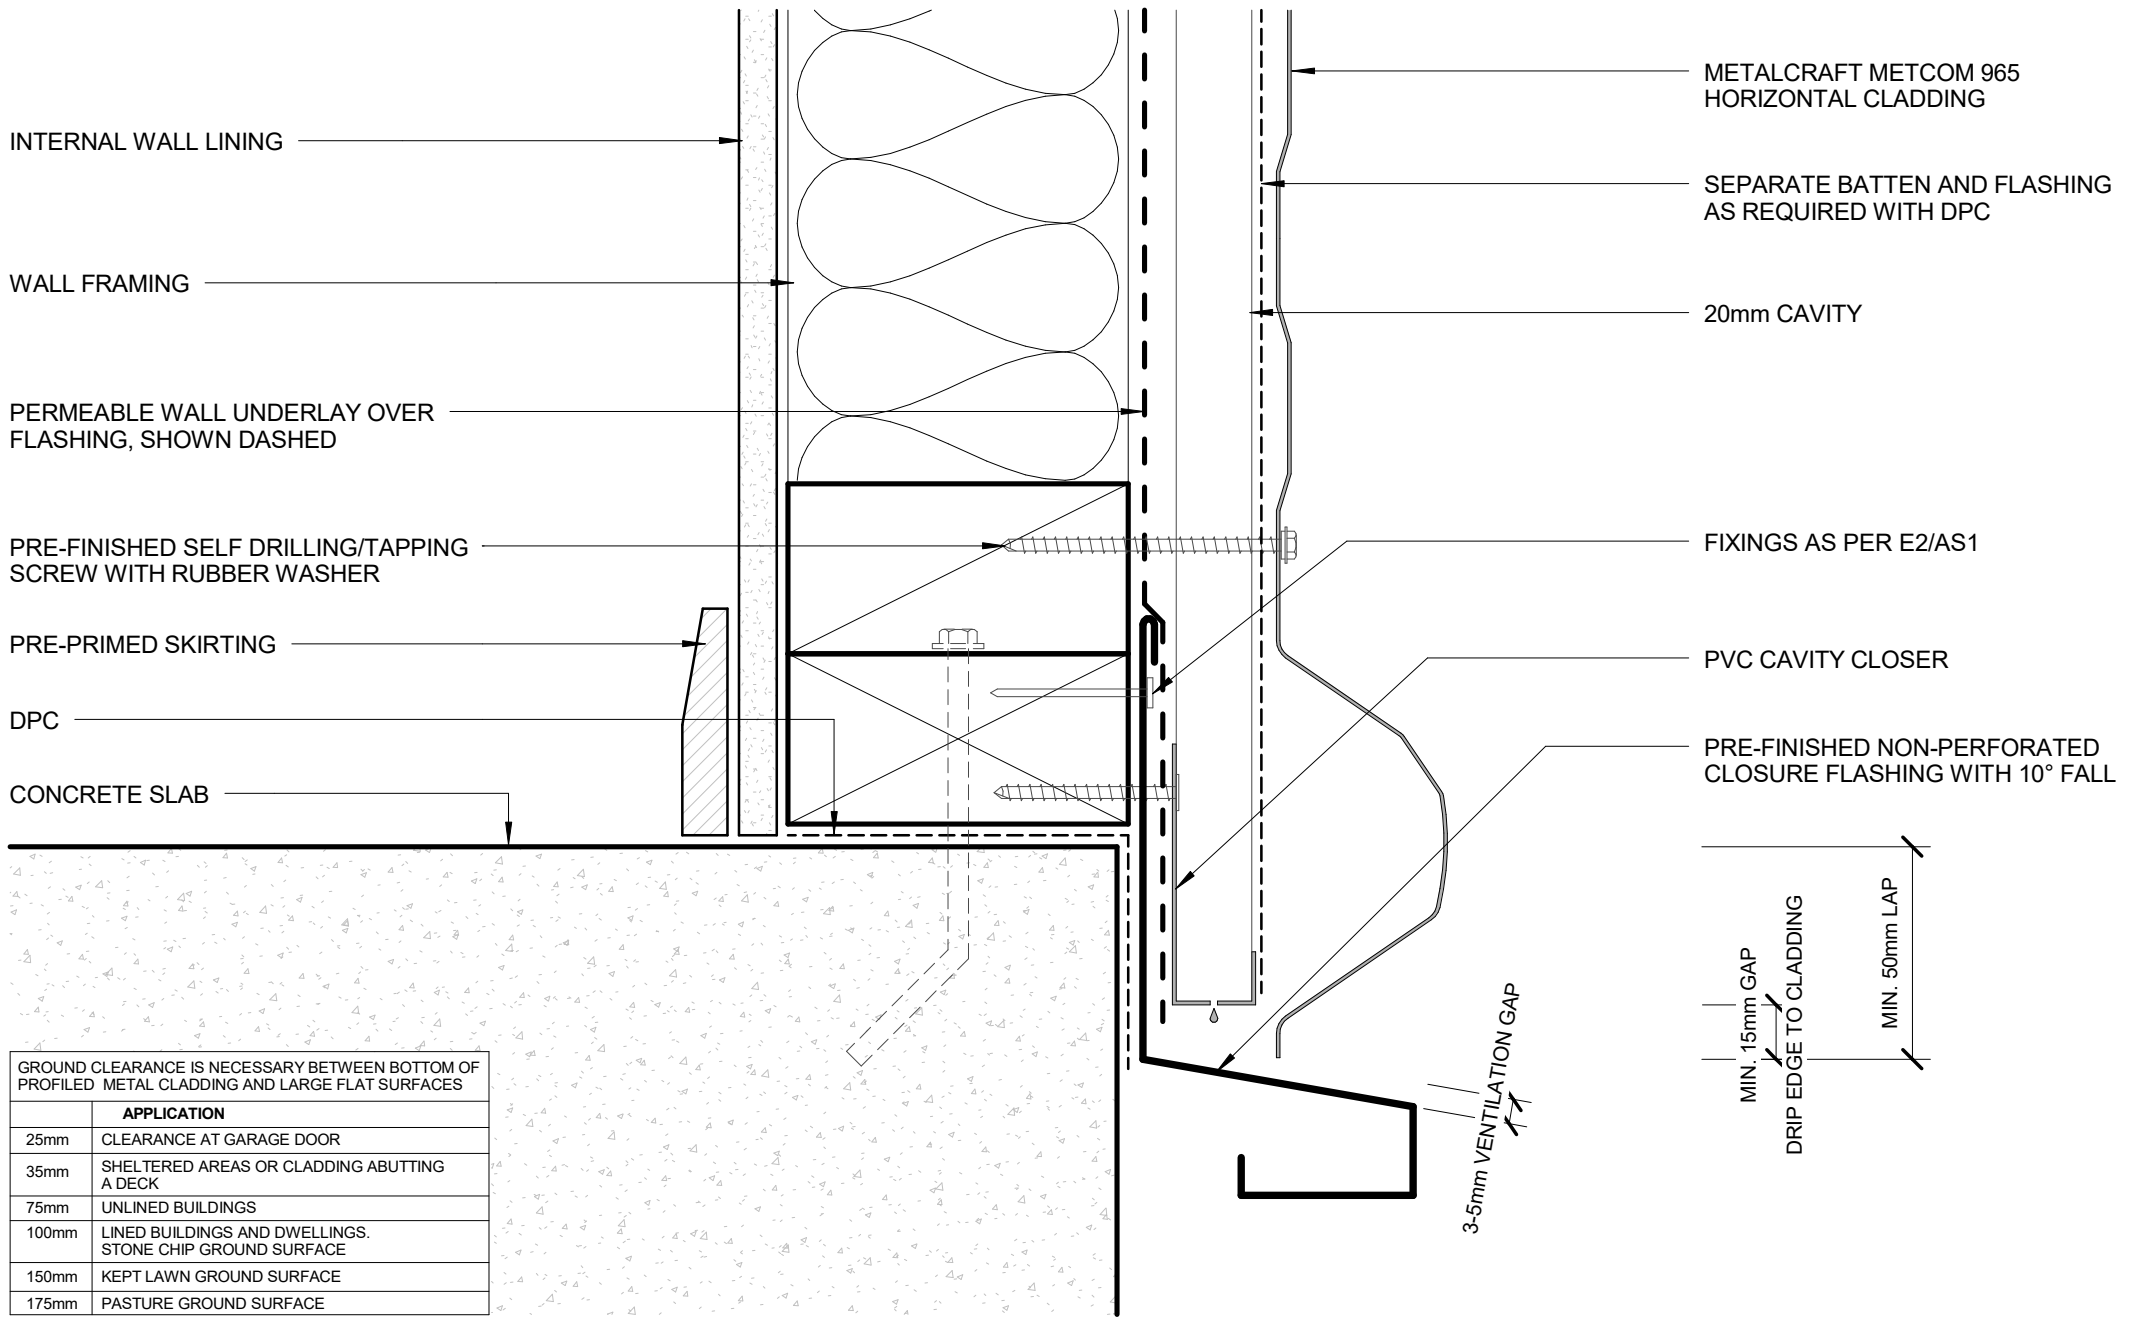 INTERNAL WALL LINING
WALL FRAMING
PERMEABLE WALL UNDERLAY OVER
FLASHING, SHOWN DASHED
PRE-FINISHED SELF DRILLING/TAPPING
SCREW WITH RUBBER WASHER
PRE-PRIMED SKIRTING
DPC
CONCRETE SLAB
METALCRAFT METCOM 965
HORIZONTAL CLADDING
SEPARATE BATTEN AND FLASHING
AS REQUIRED WITH DPC
20mm CAVITY
FIXINGS AS PER E2/AS1
PVC CAVITY CLOSER
PRE-FINISHED NON-PERFORATED
CLOSURE FLASHING WITH 10° FALL
3-5mm VENTILATION GAP
MIN. 15mm GAP
DRIP EDGE TO CLADDING
MIN. 50mm LAP
GROUND CLEARANCE IS NECESSARY BETWEEN BOTTOM OF
PROFILED METAL CLADDING AND LARGE FLAT SURFACES
APPLICATION
25mm CLEARANCE AT GARAGE DOOR
35mm SHELTERED AREAS OR CLADDING ABUTTING
A DECK
75mm UNLINED BUILDINGS
100mm LINED BUILDINGS AND DWELLINGS.
STONE CHIP GROUND SURFACE
150mm KEPT LAWN GROUND SURFACE
175mm PASTURE GROUND SURFACE